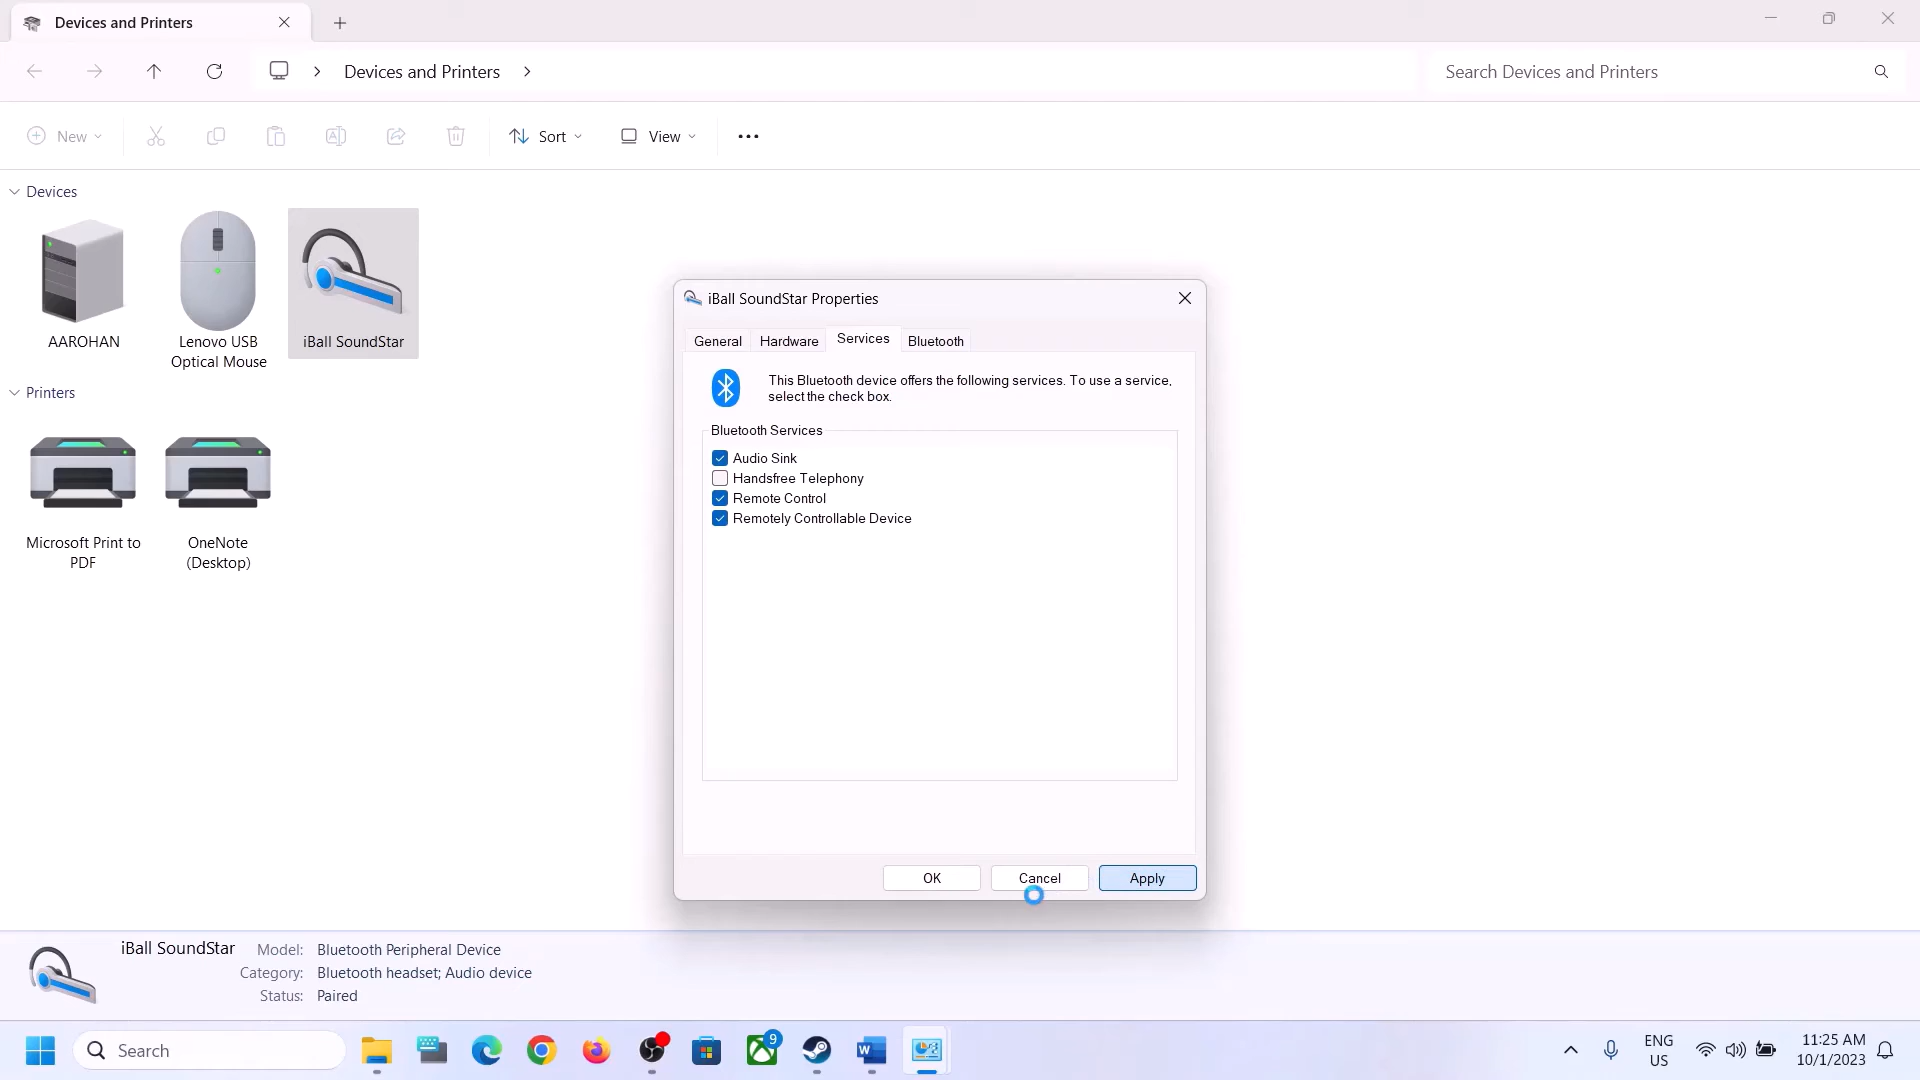 Devices and Printers
Devices and Printers
Search Devices and Printers
New
Sort
View
Devices
AAROHAN
Lenovo USB
Optical Mouse
iBall SoundStar
Printers
Microsoft Print to
PDF
OneNote
(Desktop)
iBall SoundStar Properties
General
Hardware
Services
Bluetooth
This Bluetooth device offers the following services. To use a service,
select the check box.
Bluetooth Services
Audio Sink
Handsfree Telephony
Remote Control
Remotely Controllable Device
OK
Cancel
Apply
iBall SoundStar
Model: Bluetooth Peripheral Device
Category: Bluetooth headset; Audio device
Status: Paired
Search
9
ENG
US
11:25 AM
10/1/2023